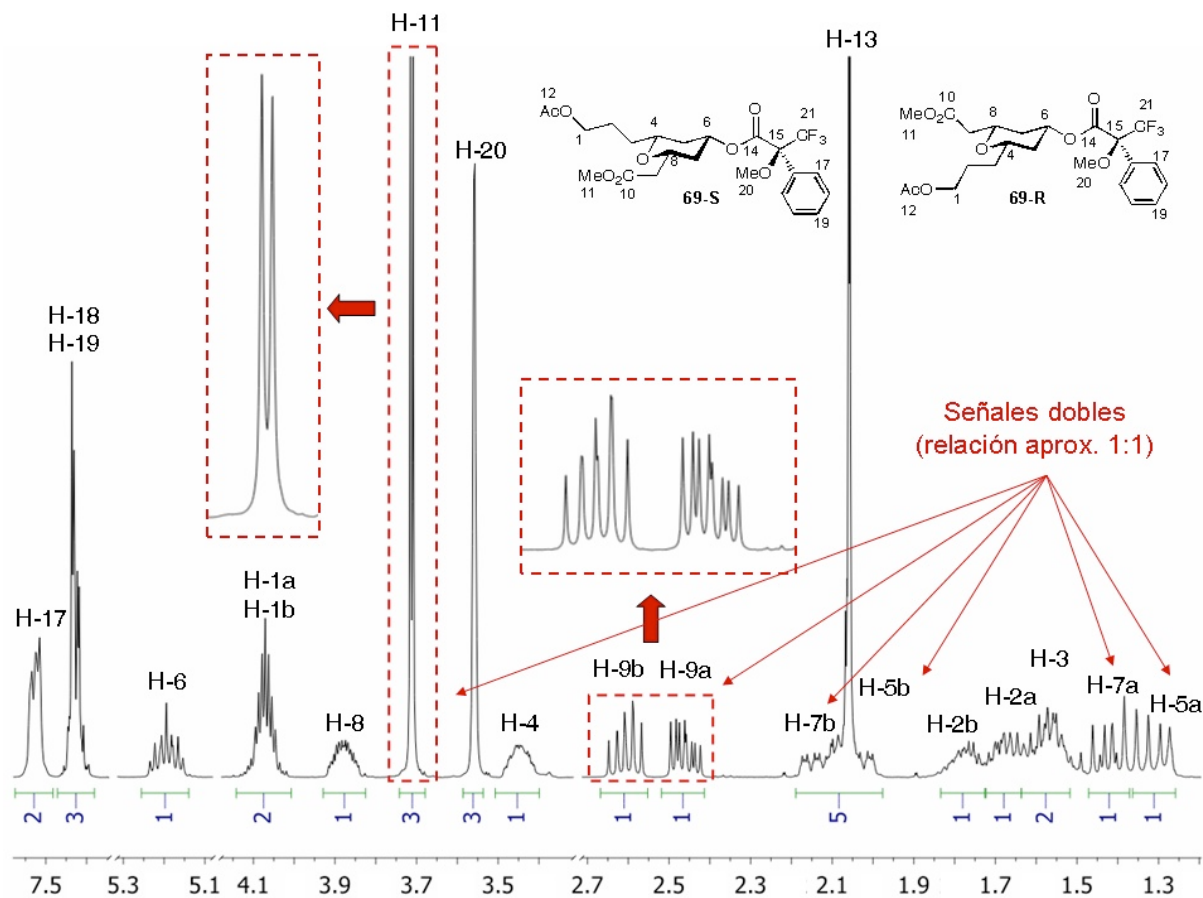 H-11
H-13
H-20
H-18
H-19
H-17
H-6
H-1a
H-1b
H-8
H-4
H-9b
H-9a
H-7b
H-5b
H-2b
H-2a
H-3
H-7a
H-5a
Señales dobles
(relación aprox. 1:1)
12
AcO
1
4
6
8
O
O
O
14
15
21
CF3
MeO
20
17
19
MeO2C
11
10
69-S
10
MeO2C
11
8
6
O
O
O
14
15
21
CF3
MeO
20
17
19
4
AcO
12
1
69-R
2
3
1
2
1
3
3
1
1
1
5
1
1
2
1
1
7.5
5.3
5.1
4.1
3.9
3.7
3.5
2.7
2.5
2.3
2.1
1.9
1.7
1.5
1.3